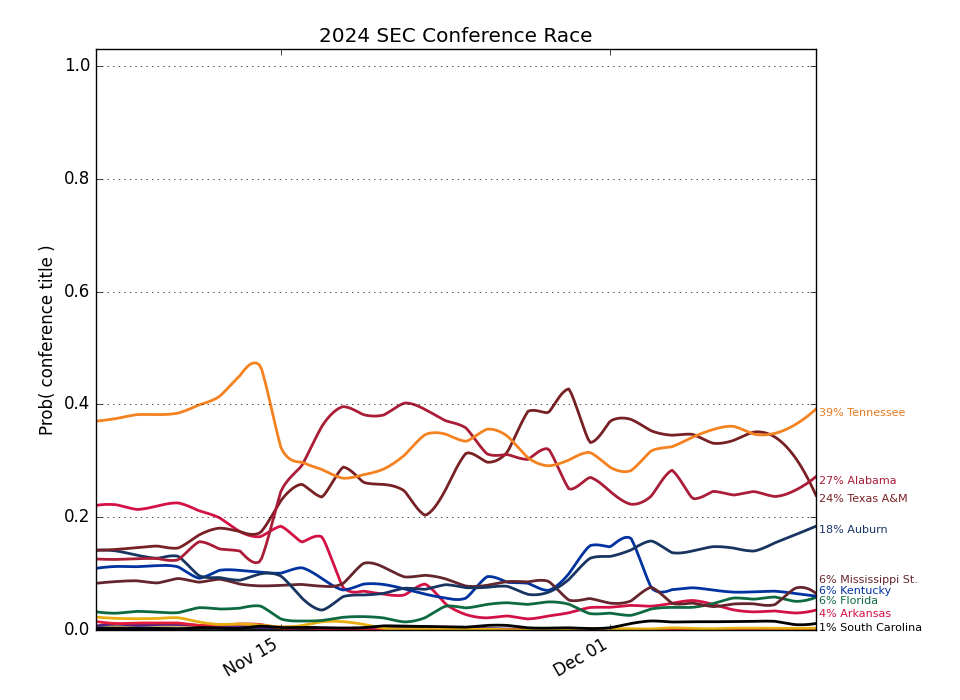 2024 SEC Conference Race
Prob( conference title )
1.0
0.8
0.6
0.4
0.2
0.0
Nov 15
Dec 01
39% Tennessee
27% Alabama
24% Texas A&M
18% Auburn
6% Mississippi St.
6% Kentucky
6% Florida
4% Arkansas
1% South Carolina